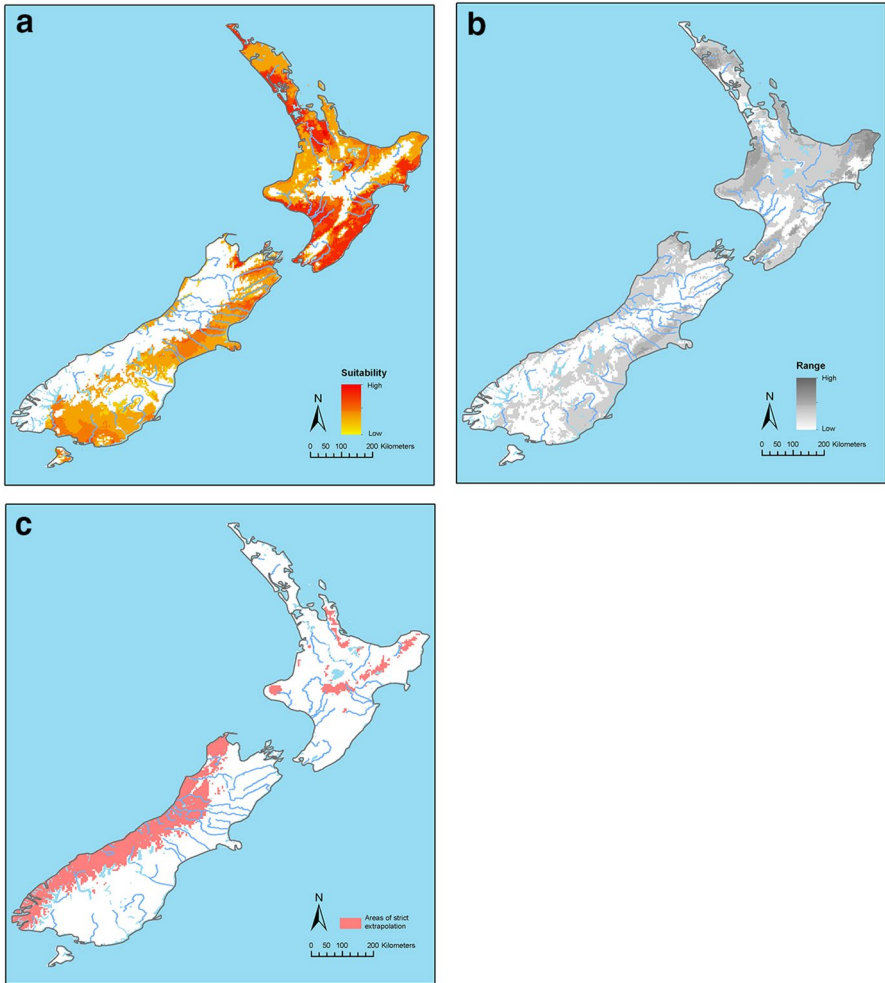 a
Suitability
High
Low
N
0 50 100 200 Kilometers
b
Range
High
Low
N
0 50 100 200 Kilometers
c
N
Areas of strict
extrapolation
0 50 100 200 Kilometers